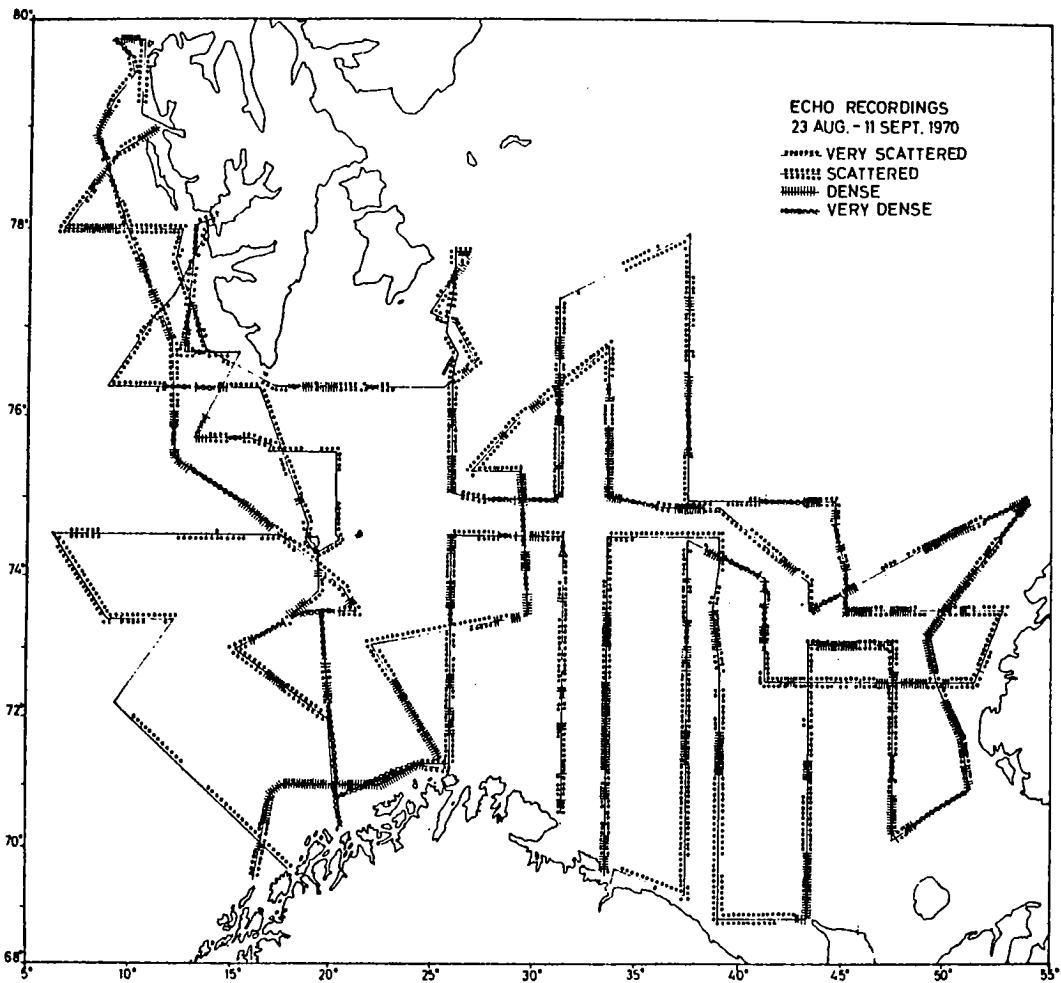 80°
ECHO RECORDINGS
23 AUG. - 11 SEPT. 1970
VERY SCATTERED
SCATTERED
DENSE
VERY DENSE
78°
76°
74°
72°
70°
68°
5° 10° 15° 20° 25° 30° 35° 40° 45° 50° 55°